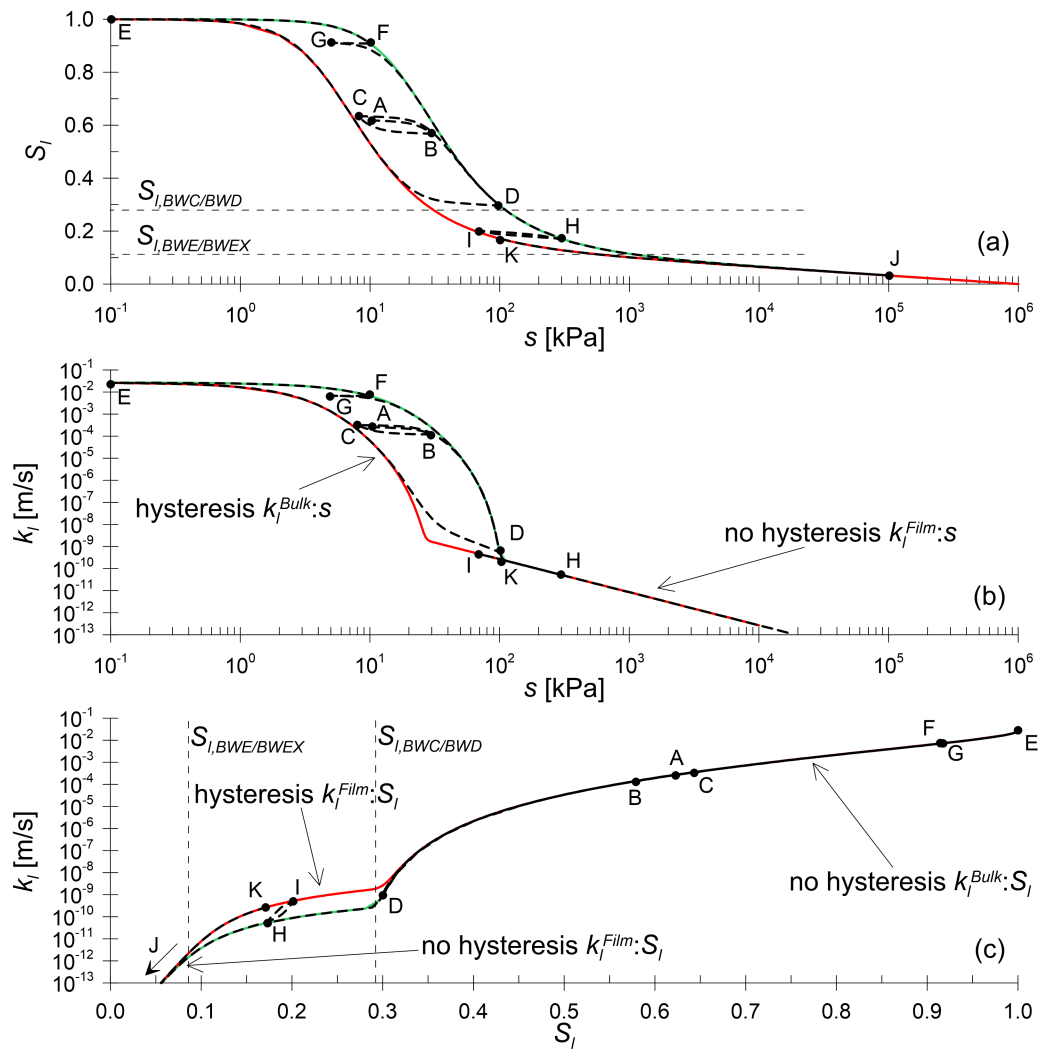 1.0
0.8
0.6
0.4
0.2
0.0
S_l
E
G
F
C
A
B
D
H
I
K
J
S_{l,BWC/BWD}
S_{l,BWE/BWEX}
(a)
10^{-1} 10^0 10^1 10^2 10^3 10^4 10^5 10^6
s [kPa]
10^{-1}
10^{-2}
10^{-3}
10^{-4}
10^{-5}
10^{-6}
10^{-7}
10^{-8}
10^{-9}
10^{-10}
10^{-11}
10^{-12}
10^{-13}
k_l [m/s]
E
F
G
A
C
B
D
I
K
H
hysteresis k_l^{Bulk}:s
no hysteresis k_l^{Film}:s
(b)
10^{-1} 10^0 10^1 10^2 10^3 10^4 10^5 10^6
s [kPa]
10^{-1}
10^{-2}
10^{-3}
10^{-4}
10^{-5}
10^{-6}
10^{-7}
10^{-8}
10^{-9}
10^{-10}
10^{-11}
10^{-12}
10^{-13}
k_l [m/s]
S_{l,BWE/BWEX}
S_{l,BWC/BWD}
hysteresis k_l^{Film}:S_l
F
E
G
A
B
C
K
I
D
H
J
no hysteresis k_l^{Bulk}:S_l
no hysteresis k_l^{Film}:S_l
(c)
0.0 0.1 0.2 0.3 0.4 0.5 0.6 0.7 0.8 0.9 1.0
S_l